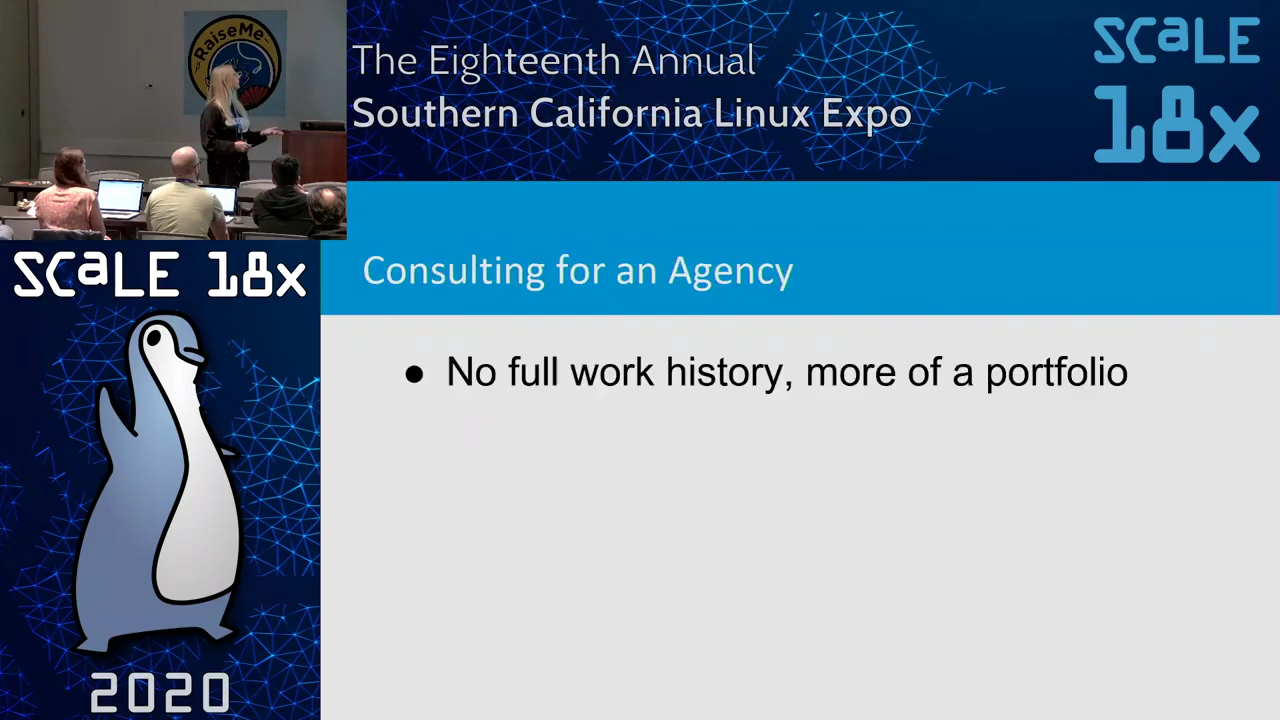 RaiseMe
The Eighteenth Annual
Southern California Linux Expo
SCaLE
18x
SCaLE 18x
2020
Consulting for an Agency
● No full work history, more of a portfolio